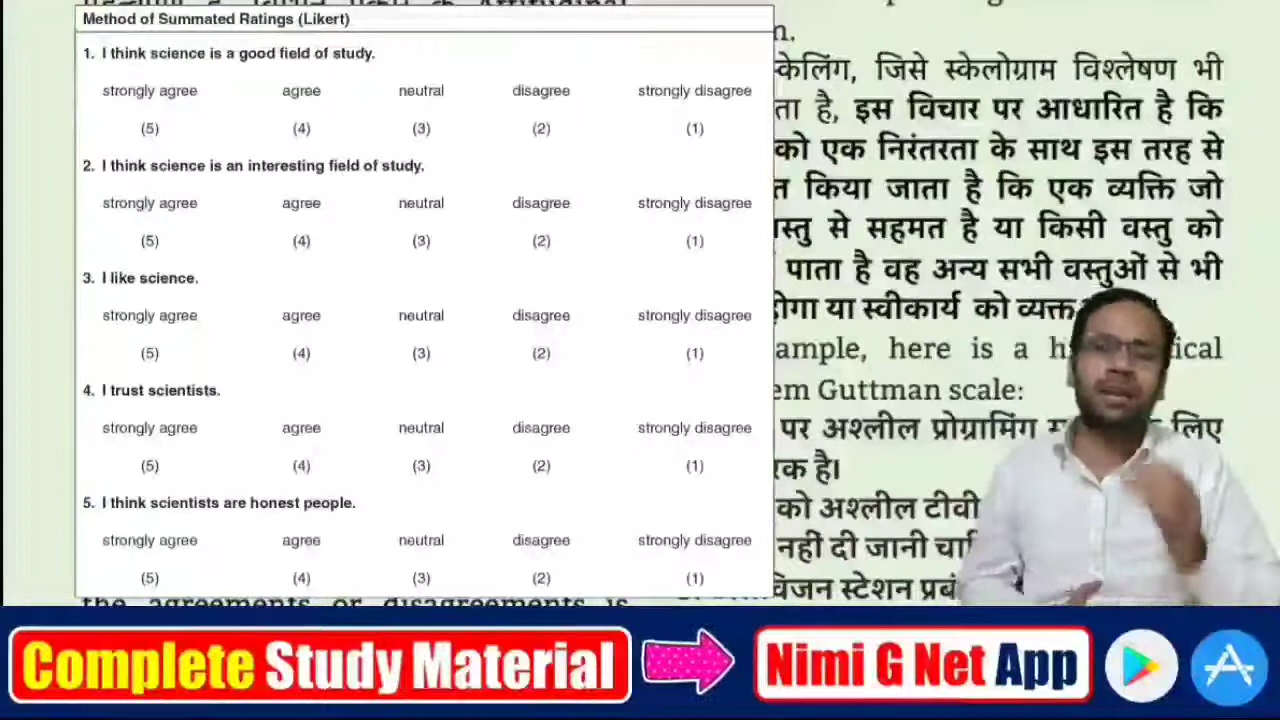 Method of Summated Ratings (Likert)
1. I think science is a good field of study.
strongly agree agree neutral disagree strongly disagree
(5) (4) (3) (2) (1)
2. I think science is an interesting field of study.
strongly agree agree neutral disagree strongly disagree
(5) (4) (3) (2) (1)
3. I like science.
strongly agree agree neutral disagree strongly disagree
(5) (4) (3) (2) (1)
4. I trust scientists.
strongly agree agree neutral disagree strongly disagree
(5) (4) (3) (2) (1)
5. I think scientists are honest people.
strongly agree agree neutral disagree strongly disagree
(5) (4) (3) (2) (1)
the agreements or disagreements is
जिसे स्केलोग्राम विश्लेषण भी
है, इस विचार पर आधारित है कि
को एक निरंतरता के साथ इस तरह से
किया जाता है कि एक व्यक्ति जो
से सहमत है या किसी वस्तु को
पाता है वह अन्य सभी वस्तुओं से भी
या स्वीकार्य को व्यक्त
here is a
Guttman scale:
पर अश्लील प्रोग्रामिंग लिए
है।
को अश्लील टीवी
नहीं दी जानी
स्टेशन
Complete Study Material
Nimi G Net App